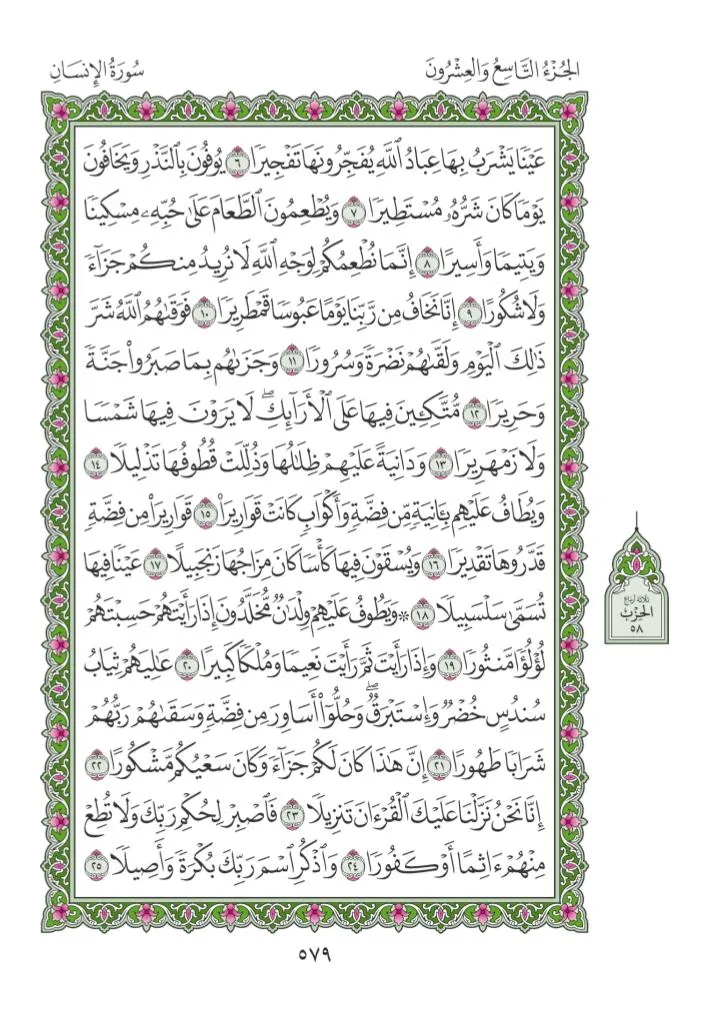 الجُزْءُ التَّاسِعُ وَالعِشْرُونَ
سُورَةُ الإِنسَانِ
عَيْنًا يَشْرَبُ بِهَا عِبَادُ ٱللَّهِ يُفَجِّرُونَهَا تَفْجِيرًا ٦ يُوفُونَ بِٱلنَّذْرِ وَيَخَافُونَ
يَوْمًا كَانَ شَرُّهُۥ مُسْتَطِيرًا ٧ وَيُطْعِمُونَ ٱلطَّعَامَ عَلَىٰ حُبِّهِۦ مِسْكِينًا
وَيَتِيمًا وَأَسِيرًا ٨ إِنَّمَا نُطْعِمُكُمْ لِوَجْهِ ٱللَّهِ لَا نُرِيدُ مِنكُمْ جَزَآءً
وَلَا شُكُورًا ٩ إِنَّا نَخَافُ مِن رَّبِّنَا يَوْمًا عَبُوسًا قَمْطَرِيرًا ١٠ فَوَقَىٰهُمُ ٱللَّهُ شَرَّ
ذَٰلِكَ ٱلْيَوْمِ وَلَقَّىٰهُمْ نَضْرَةً وَسُرُورًا ١١ وَجَزَىٰهُم بِمَا صَبَرُوا۟ جَنَّةً
وَحَرِيرًا ١٢ مُّتَّكِـِٔينَ فِيهَا عَلَى ٱلْأَرَآئِكِ ۖ لَا يَرَوْنَ فِيهَا شَمْسًا
وَلَا زَمْهَرِيرًا ١٣ وَدَانِيَةً عَلَيْهِمْ ظِلَـٰلُهَا وَذُلِّلَتْ قُطُوفُهَا تَذْلِيلًا ١٤
وَيُطَافُ عَلَيْهِم بِـَٔانِيَةٍ مِّن فِضَّةٍ وَأَكْوَابٍ كَانَتْ قَوَارِيرَا۠ ١٥ قَوَارِيرَا۟ مِن فِضَّةٍ
قَدَّرُوهَا تَقْدِيرًا ١٦ وَيُسْقَوْنَ فِيهَا كَأْسًا كَانَ مِزَاجُهَا زَنجَبِيلًا ١٧ عَيْنًا فِيهَا
تُسَمَّىٰ سَلْسَبِيلًا ١٨ ۞ وَيَطُوفُ عَلَيْهِمْ وِلْدَٰنٌ مُّخَلَّدُونَ إِذَا رَأَيْتَهُمْ حَسِبْتَهُمْ
لُؤْلُؤًا مَّنثُورًا ١٩ وَإِذَا رَأَيْتَ ثَمَّ رَأَيْتَ نَعِيمًا وَمُلْكًا كَبِيرًا ٢٠ عَـٰلِيَهُمْ ثِيَابُ
سُندُسٍ خُضْرٌ وَإِسْتَبْرَقٌ ۖ وَحُلُّوٓا۟ أَسَاوِرَ مِن فِضَّةٍ وَسَقَىٰهُمْ رَبُّهُمْ
شَرَابًا طَهُورًا ٢١ إِنَّ هَـٰذَا كَانَ لَكُمْ جَزَآءً وَكَانَ سَعْيُكُم مَّشْكُورًا ٢٢
إِنَّا نَحْنُ نَزَّلْنَا عَلَيْكَ ٱلْقُرْءَانَ تَنزِيلًا ٢٣ فَٱصْبِرْ لِحُكْمِ رَبِّكَ وَلَا تُطِعْ
مِنْهُمْ ءَاثِمًا أَوْ كَفُورًا ٢٤ وَٱذْكُرِ ٱسْمَ رَبِّكَ بُكْرَةً وَأَصِيلًا ٢٥
ثلاثة أرباع
الحِزْب
٥٨
٥٧٩